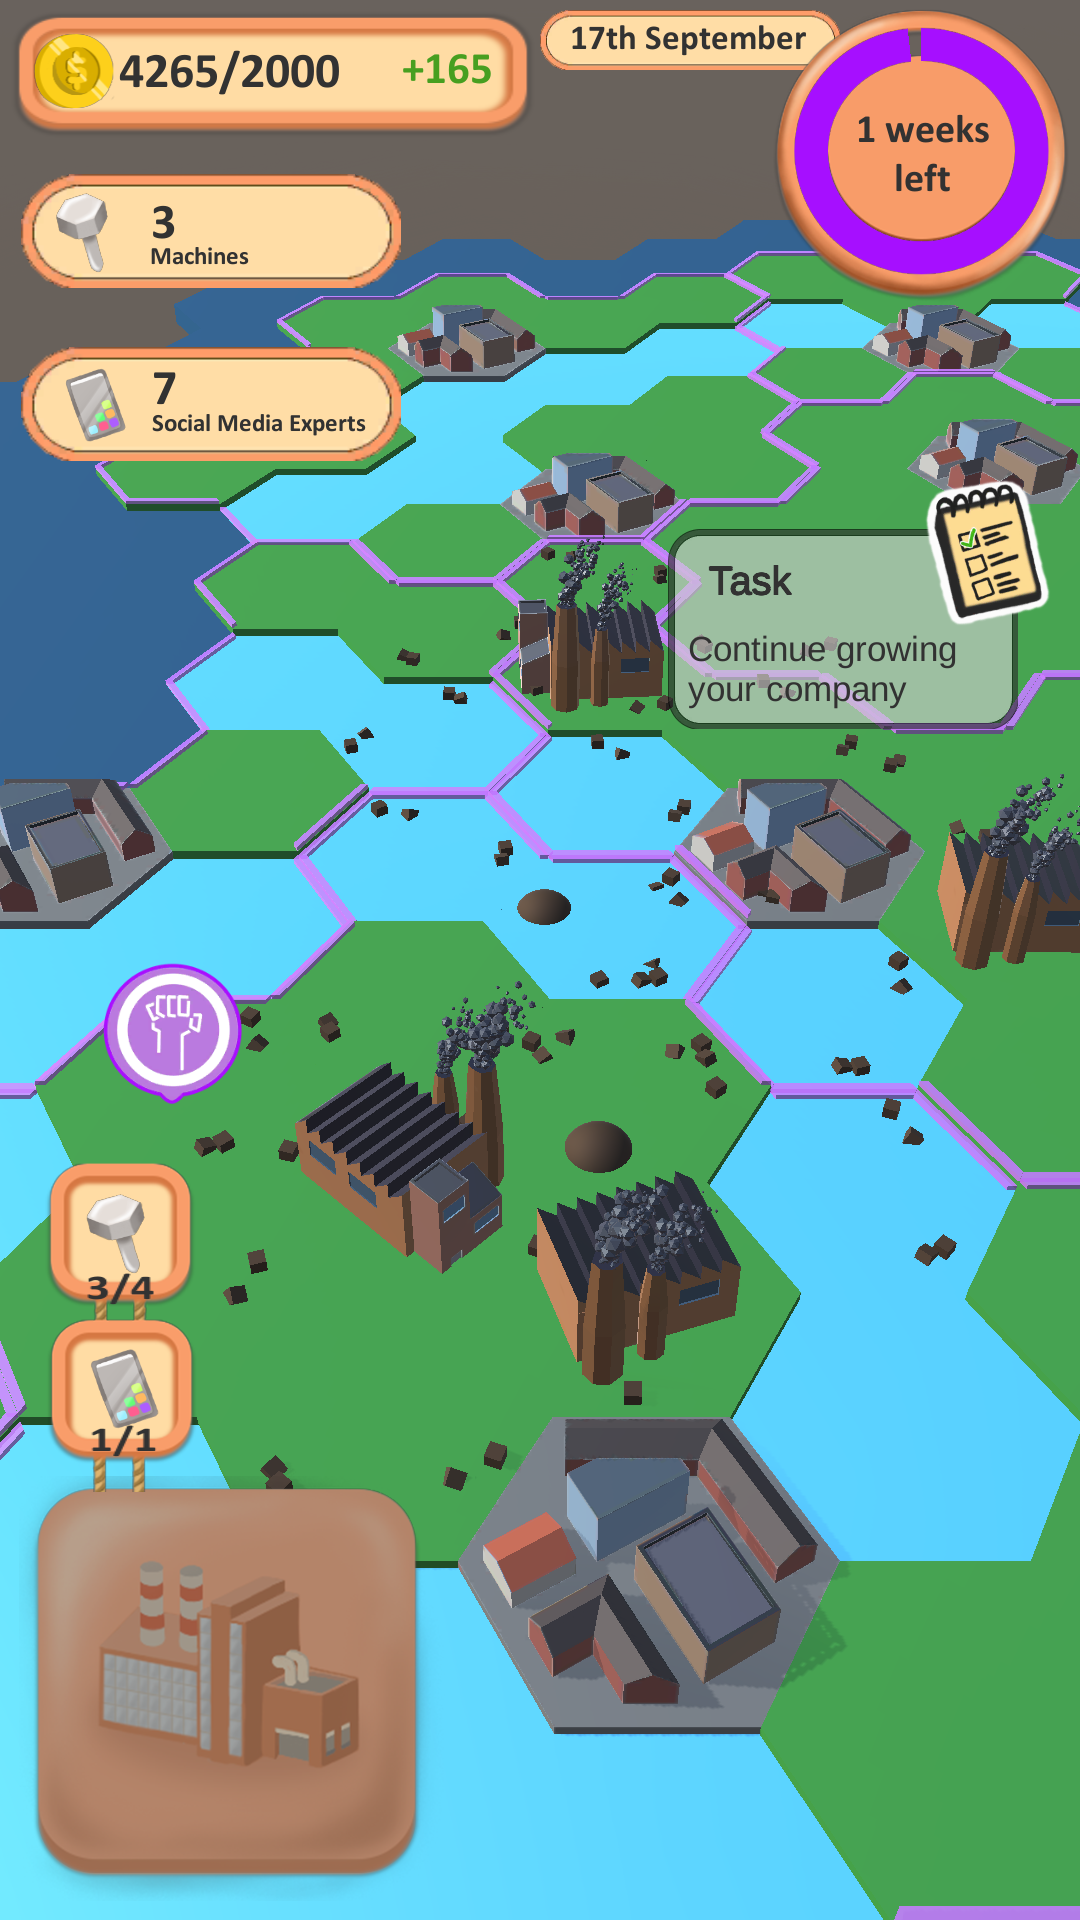 4265/2000 +165
17th September
1 weeks
left
3
Machines
7
Social Media Experts
Task
Continue growing
your company
3/4
1/1